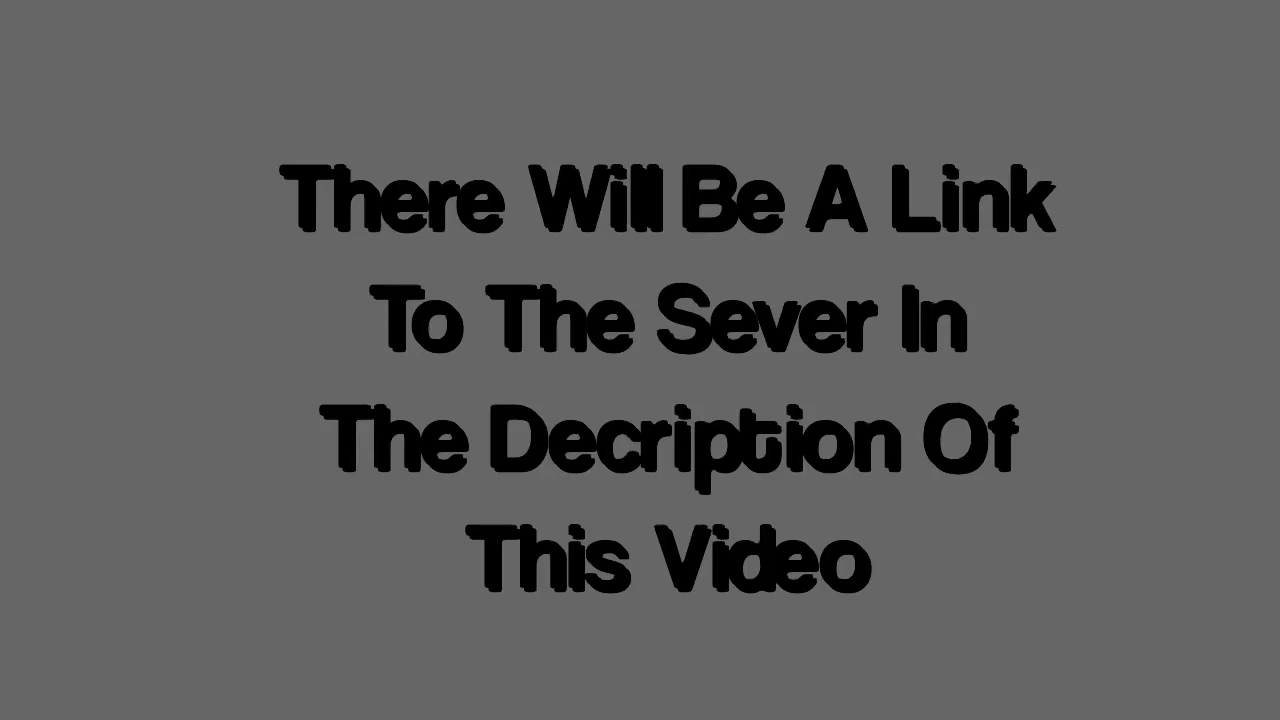 There Will Be A Link
To The Sever In
The Decription Of
This Video